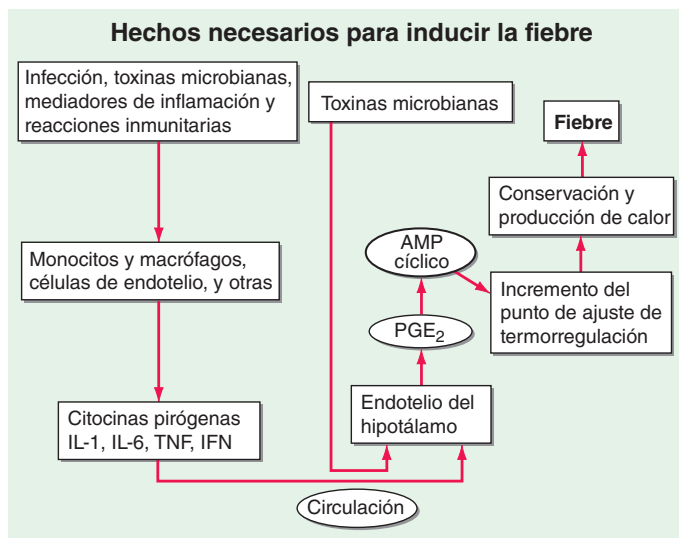 Hechos necesarios para inducir la fiebre
Infección, toxinas microbianas,
mediadores de inflamación y
reacciones inmunitarias
Toxinas microbianas
Fiebre
Conservación y
producción de calor
Monocitos y macrófagos,
células de endotelio, y otras
AMP
cíclico
Incremento del
punto de ajuste de
termorregulación
PGE2
Citocinas pirógenas
IL-1, IL-6, TNF, IFN
Endotelio del
hipotálamo
Circulación